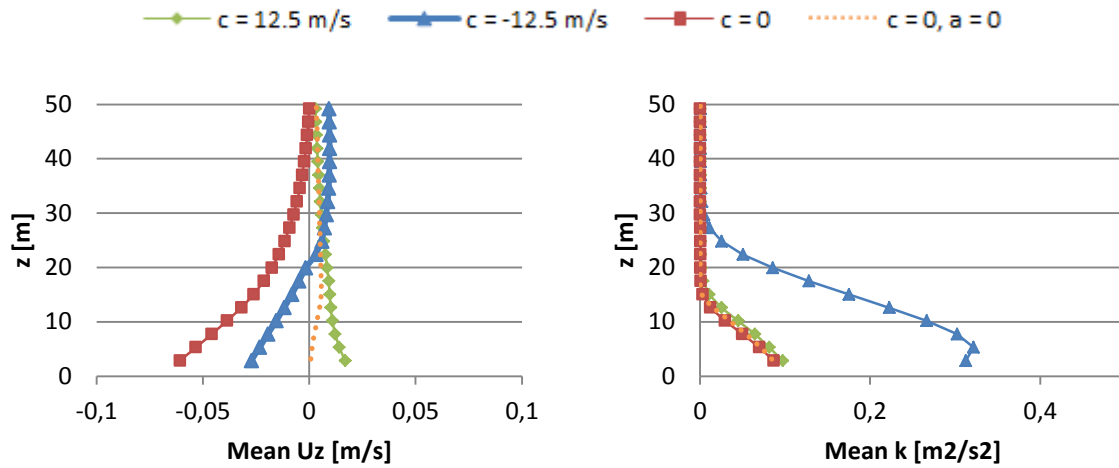 c = 12.5 m/s
c = -12.5 m/s
c = 0
c = 0, a = 0
50
40
30
20
10
0
z [m]
-0,1
-0,05
0
0,05
0,1
Mean Uz [m/s]
50
40
30
20
10
0
z [m]
0
0,2
0,4
Mean k [m2/s2]